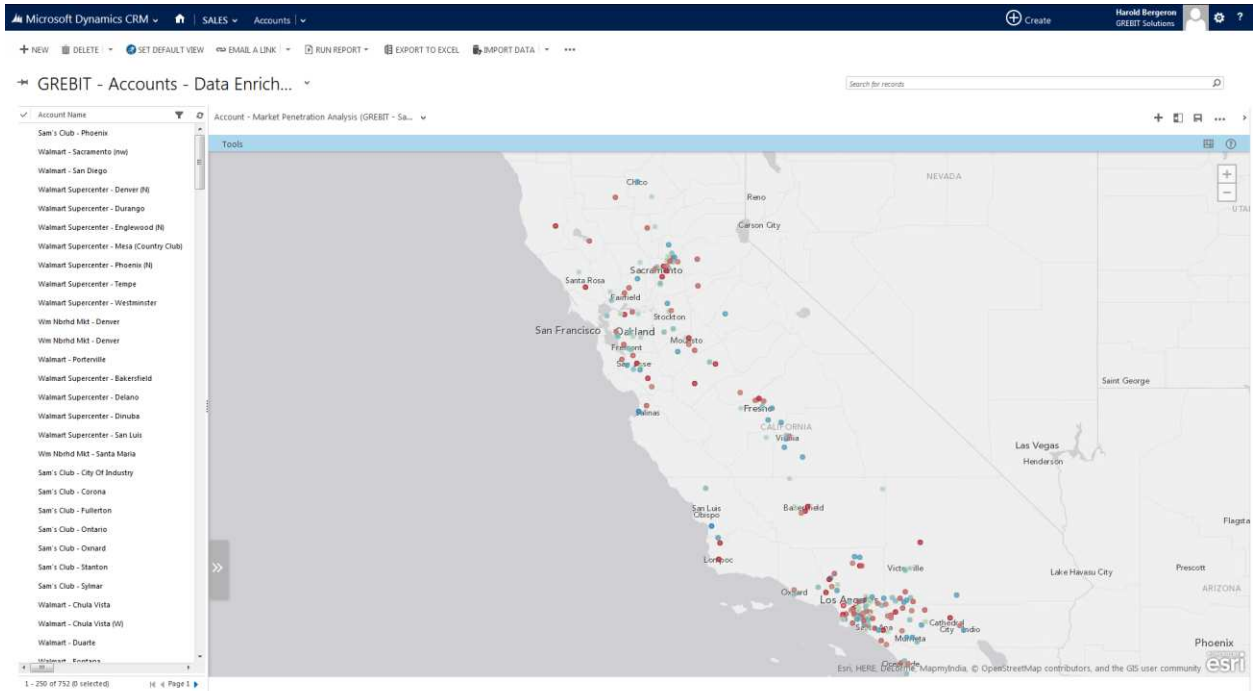 Microsoft Dynamics CRM SALES Accounts Create Harold Bergeron
GREBIT Solutions ?
NEW DELETE SET DEFAULT VIEW EMAIL A LINK RUN REPORT EXPORT TO EXCEL IMPORT DATA
GREBIT - Accounts - Data Enrich...
Search for records
Account Name
Account - Market Penetration Analysis (GREBIT - Sa...
Tools
Sam's Club - Phoenix
Walmart - Sacramento (nw)
Walmart - San Diego
Walmart Supercenter - Denver (N)
Walmart Supercenter - Durango
Walmart Supercenter - Englewood (N)
Walmart Supercenter - Mesa (Country Club)
Walmart Supercenter - Phoenix (N)
Walmart Supercenter - Tempe
Walmart Supercenter - Westminster
Wm Nbrhd Mkt - Denver
Wm Nbrhd Mkt - Denver
Walmart - Porterville
Walmart Supercenter - Bakersfield
Walmart Supercenter - Delano
Walmart Supercenter - Dinuba
Walmart Supercenter - San Luis
Wm Nbrhd Mkt - Santa Maria
Sam's Club - City Of Industry
Sam's Club - Corona
Sam's Club - Fullerton
Sam's Club - Ontario
Sam's Club - Oxnard
Sam's Club - Stanton
Sam's Club - Sylmar
Walmart - Chula Vista
Walmart - Chula Vista (W)
Walmart - Duarte
Walmart - Fontana
1 - 250 of 752 (0 selected) Page 1
Chico
NEVADA
Reno
UTA
Carson City
Sacramento
Santa Rosa
Fairfield
Stockton
San Francisco
Oakland
Modesto
Fremont
San Jose
Saint George
Salinas
Fresno
CALIFORNIA
Visalia
Las Vegas
Henderson
San Luis
Obispo
Bakersfield
Flagsta
Lompoc
Victorville
Lake Havasu City
Prescott
ARIZONA
Oxnard
Los Angeles
Santa Ana
Cathedral
City
Indio
Murrieta
Phoenix
Oceanside
Esri, HERE, DeLorme, MapmyIndia, © OpenStreetMap contributors, and the GIS user community
esri